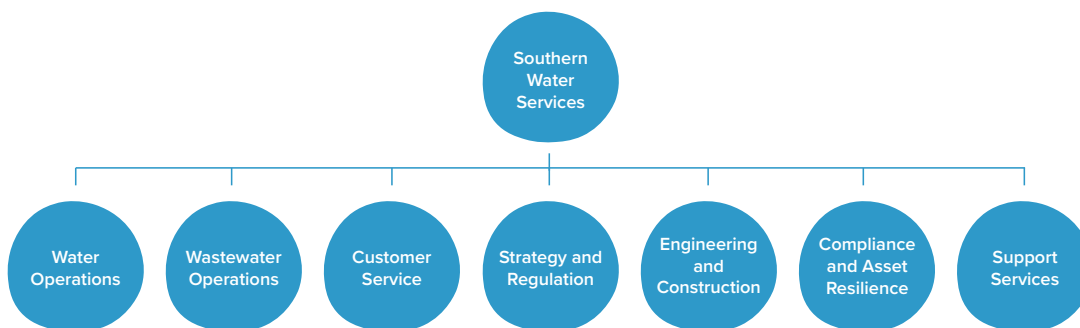 Southern
Water
Services
Water
Operations
Wastewater
Operations
Customer
Service
Strategy and
Regulation
Engineering
and
Construction
Compliance
and Asset
Resilience
Support
Services